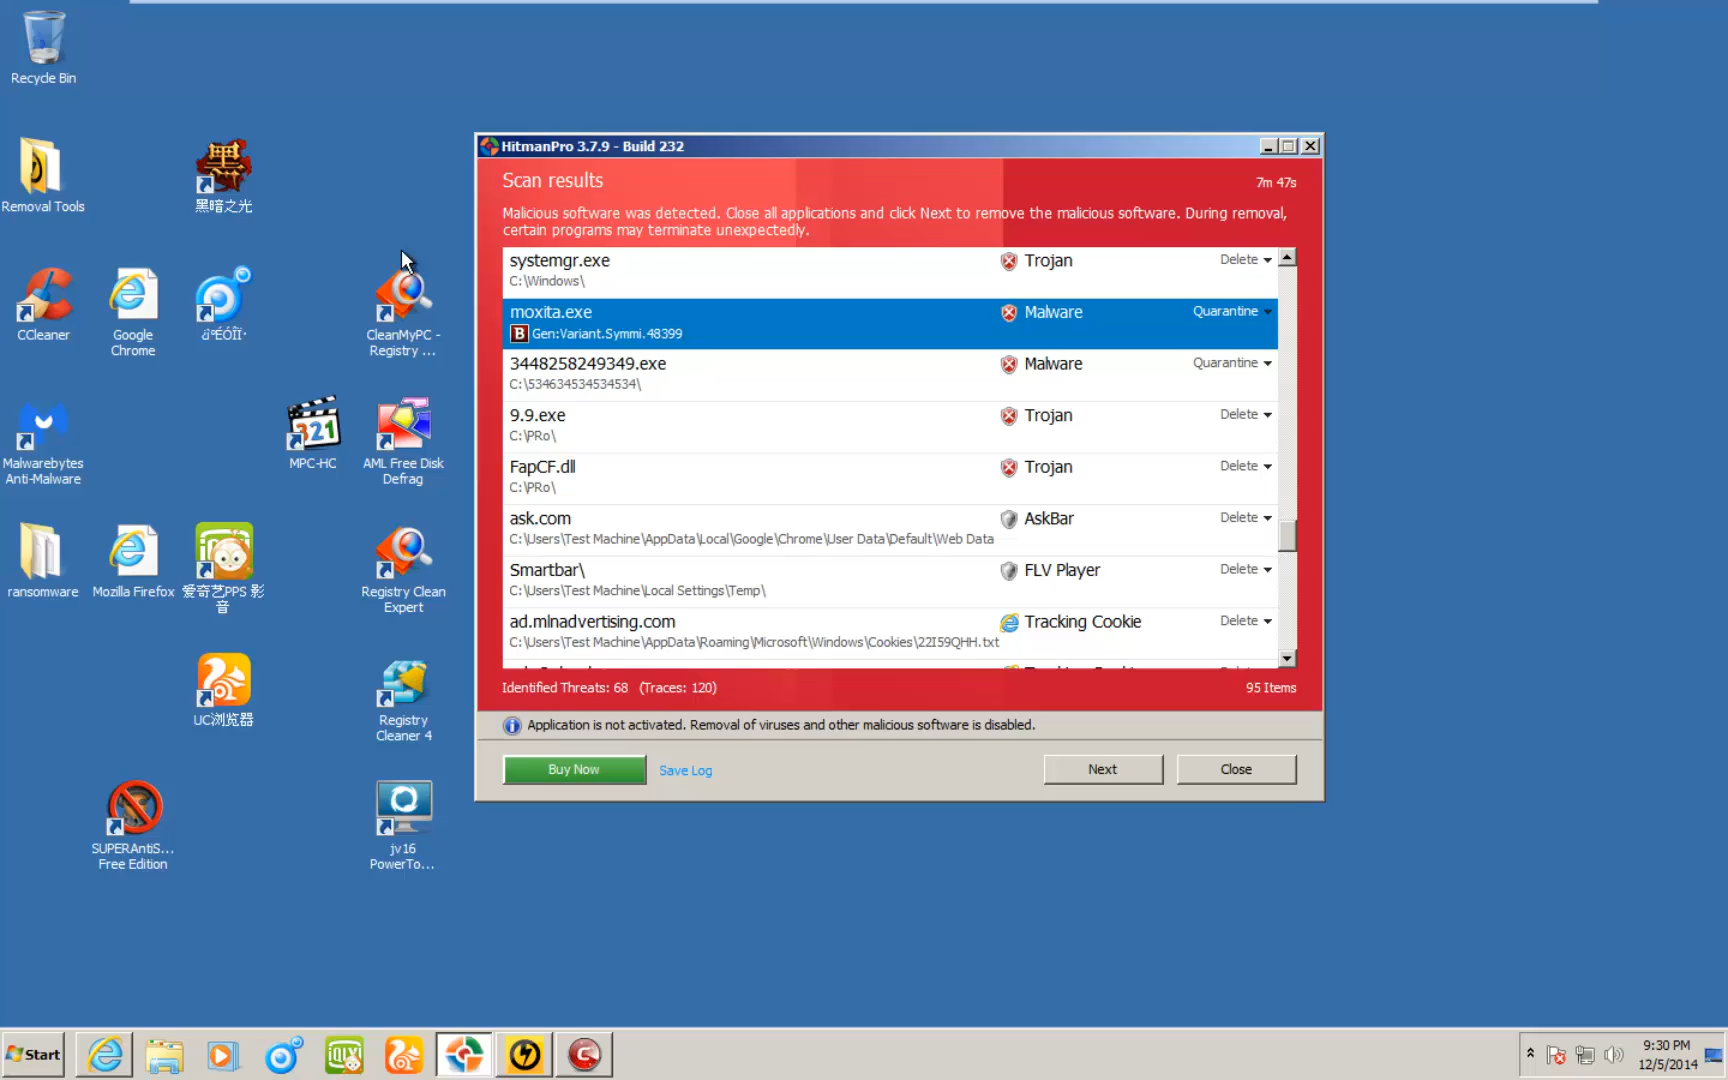 Recycle Bin
Removal Tools
黑暗之光
CCleaner
Google
Chrome
CleanMyPC -
Registry ...
Malwarebytes
Anti-Malware
MPC-HC
321
AML Free Disk
Defrag
ransomware
Mozilla Firefox
爱奇艺PPS 影
音
Registry Clean
Expert
UC浏览器
Registry
Cleaner 4
SUPERAntiS...
Free Edition
jv16
PowerTo...
HitmanPro 3.7.9 - Build 232
Scan results
7m 47s
Malicious software was detected. Close all applications and click Next to remove the malicious software. During removal,
certain programs may terminate unexpectedly.
systemgr.exe Trojan Delete
C:\Windows\
moxita.exe Malware Quarantine
B Gen:Variant.Symmi.48399
3448258249349.exe Malware Quarantine
C:\534634534534534\
9.9.exe Trojan Delete
C:\PRo\
FapCF.dll Trojan Delete
C:\PRo\
ask.com AskBar Delete
C:\Users\Test Machine\AppData\Local\Google\Chrome\User Data\Default\Web Data
Smartbar\ FLV Player Delete
C:\Users\Test Machine\Local Settings\Temp\
ad.mlnadvertising.com Tracking Cookie Delete
C:\Users\Test Machine\AppData\Roaming\Microsoft\Windows\Cookies\22I59QHH.txt
Identified Threats: 68 (Traces: 120) 95 Items
Application is not activated. Removal of viruses and other malicious software is disabled.
Buy Now Save Log Next Close
Start
9:30 PM
12/5/2014